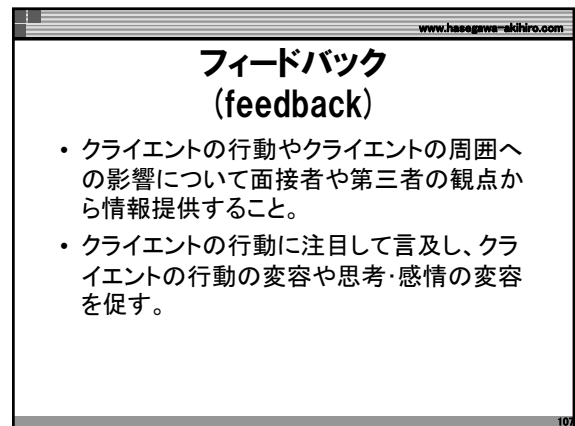 www.hasegawa-akihiro.com
フィードバック
(feedback)
• クライエントの行動やクライエントの周囲へ
の影響について面接者や第三者の観点か
ら情報提供すること。
• クライエントの行動に注目して言及し、クラ
イエントの行動の変容や思考・感情の変容
を促す。
107